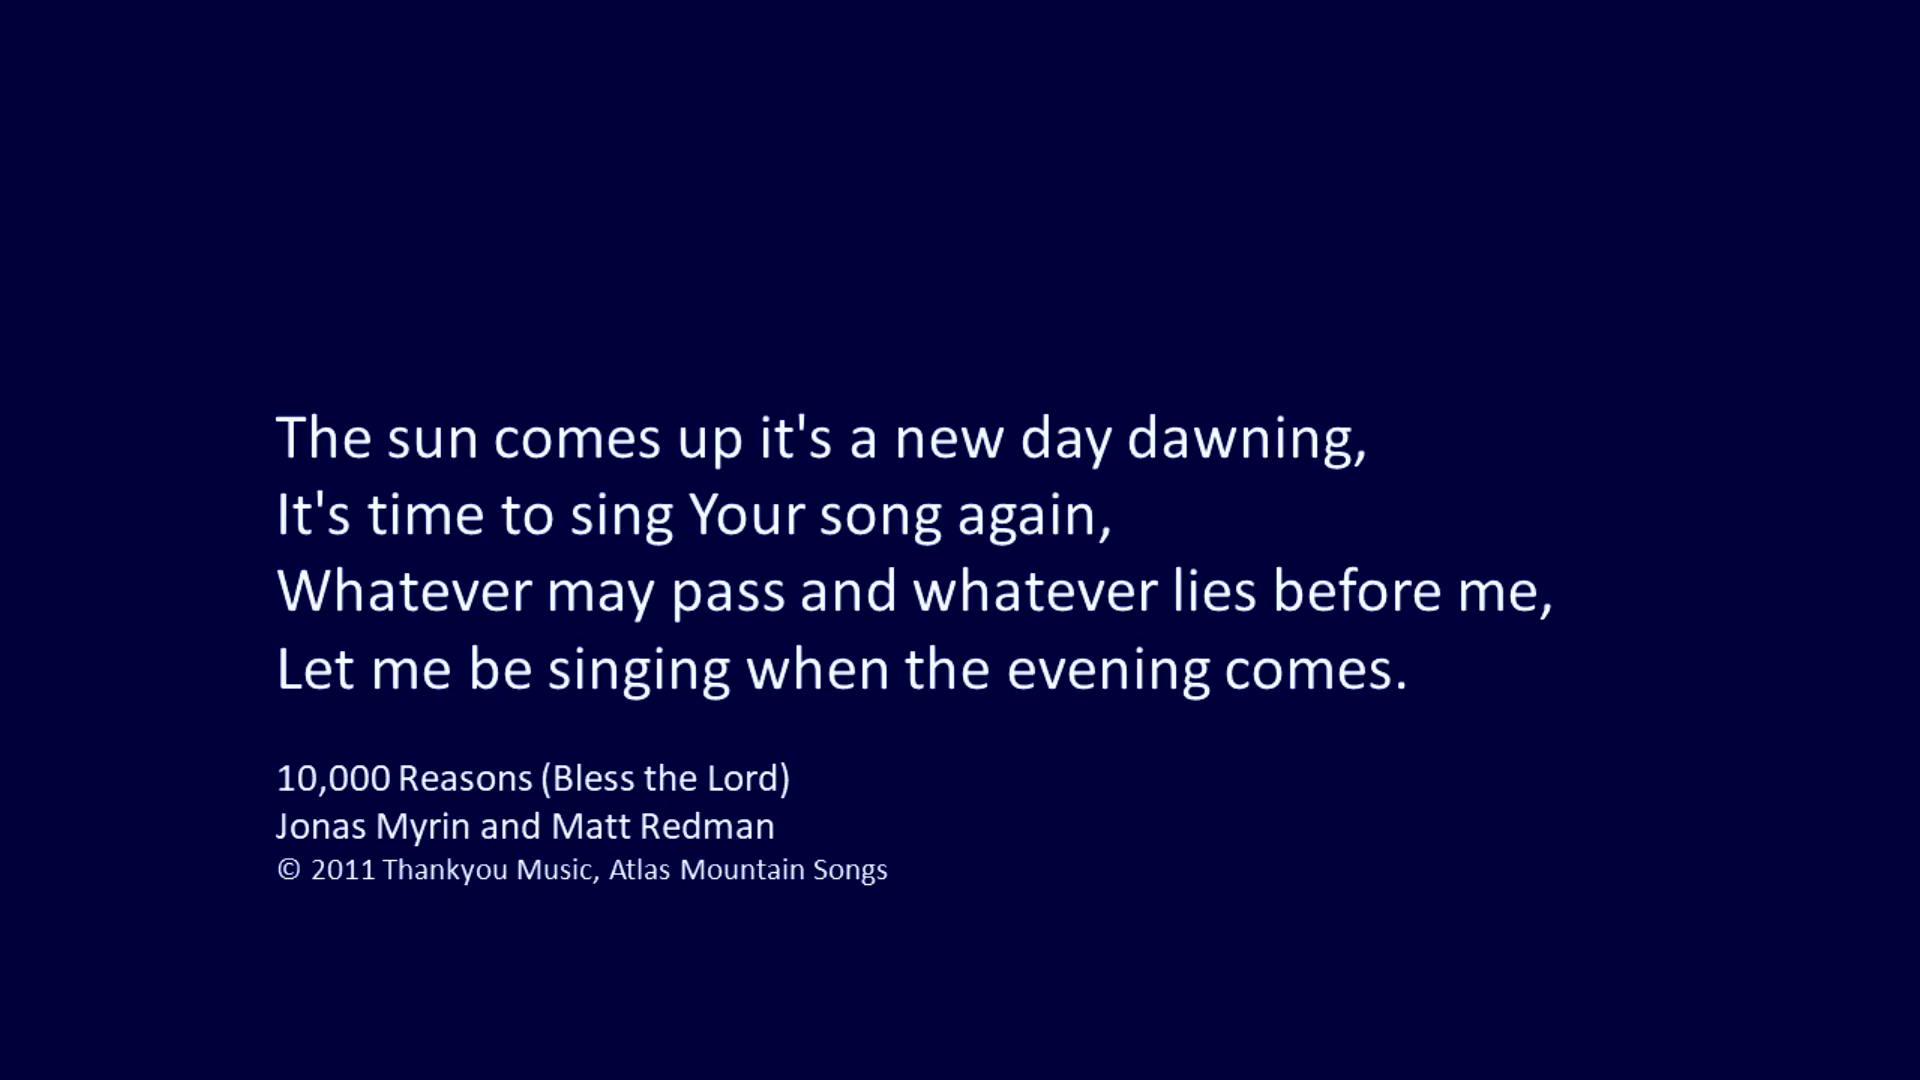 The sun comes up it's a new day dawning,
It's time to sing Your song again,
Whatever may pass and whatever lies before me,
Let me be singing when the evening comes.
10,000 Reasons (Bless the Lord)
Jonas Myrin and Matt Redman
© 2011 Thankyou Music, Atlas Mountain Songs